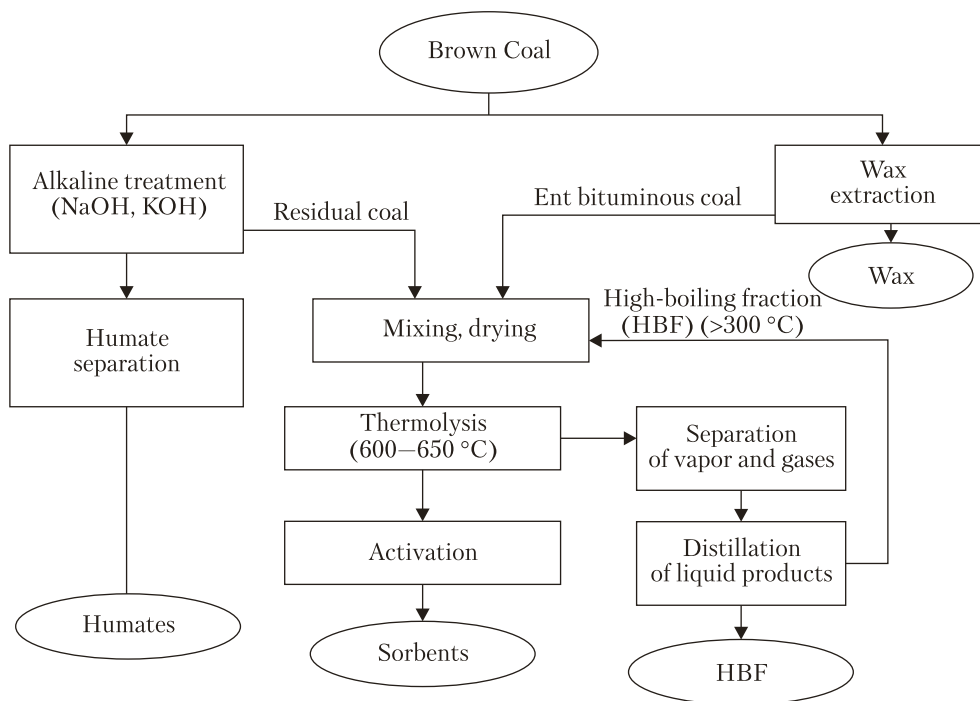 Brown Coal
Alkaline treatment
(NaOH, KOH)
Residual coal
Ent bituminous coal
Wax
extraction
Wax
Humate
separation
Mixing, drying
High-boiling fraction
(HBF) (>300 °C)
Thermolysis
(600—650 °C)
Separation
of vapor and gases
Activation
Distillation
of liquid products
Humates
Sorbents
HBF